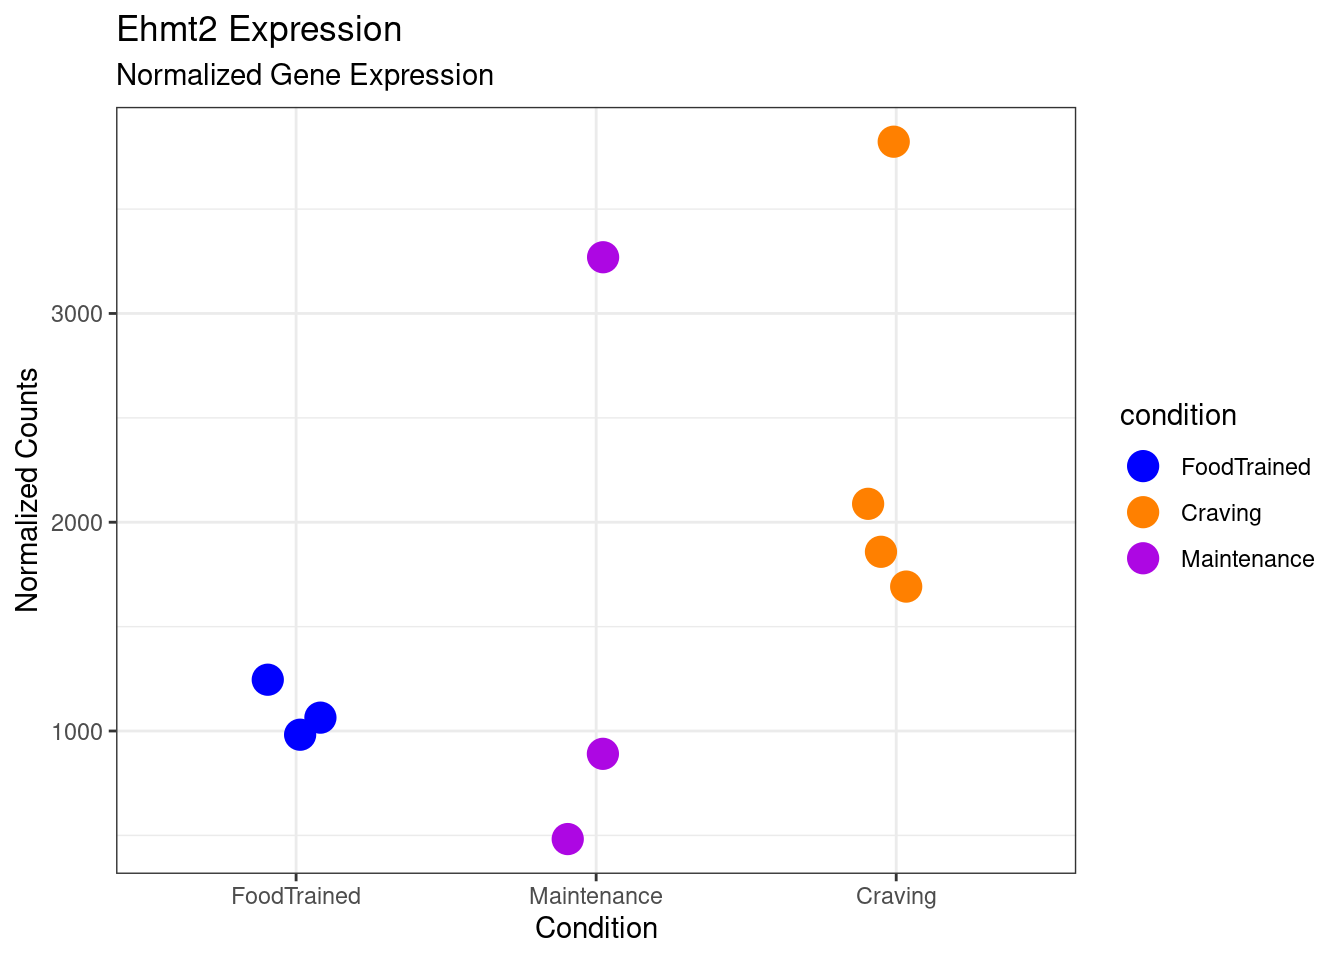 Ehmt2 Expression
Normalized Gene Expression
Normalized Counts
3000
2000
1000
FoodTrained
Maintenance
Craving
Condition
condition
FoodTrained
Craving
Maintenance